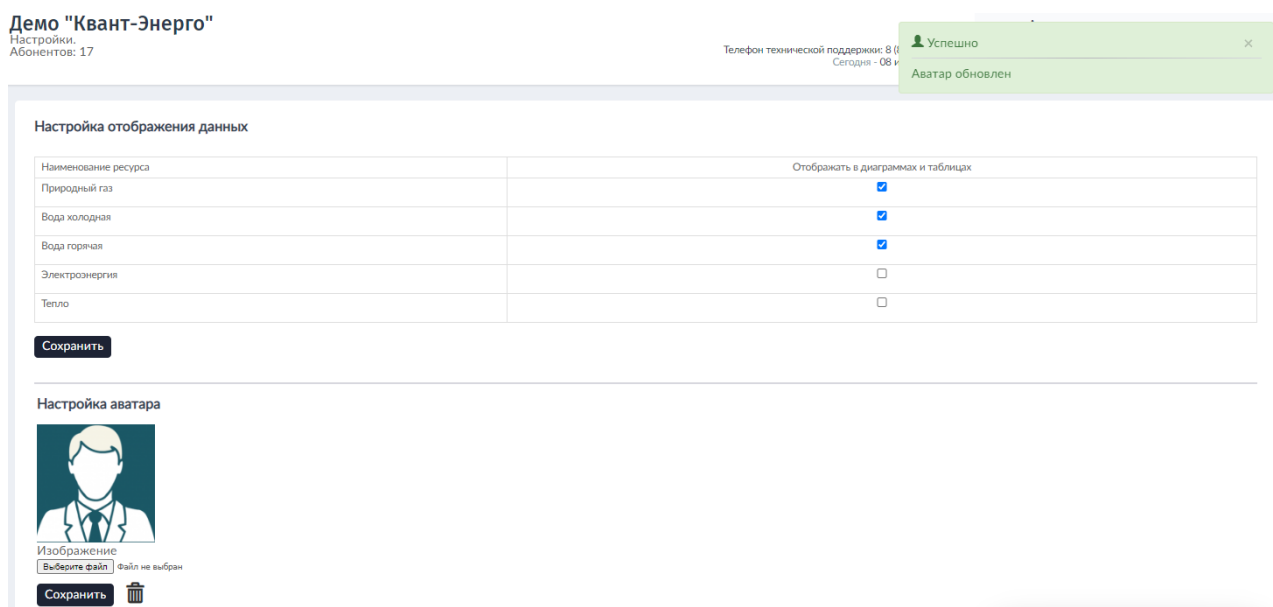 Демо "Квант-Энерго"
Настройки.
Абонентов: 17
Телефон технической поддержки: 8
Сегодня - 08
Успешно
×
Аватар обновлен
Настройка отображения данных
Наименование ресурса Отображать в диаграммах и таблицах
Природный газ
Вода холодная
Вода горячая
Электроэнергия
Тепло
Сохранить
Настройка аватара
Изображение
Выберите файл Файл не выбран
Сохранить